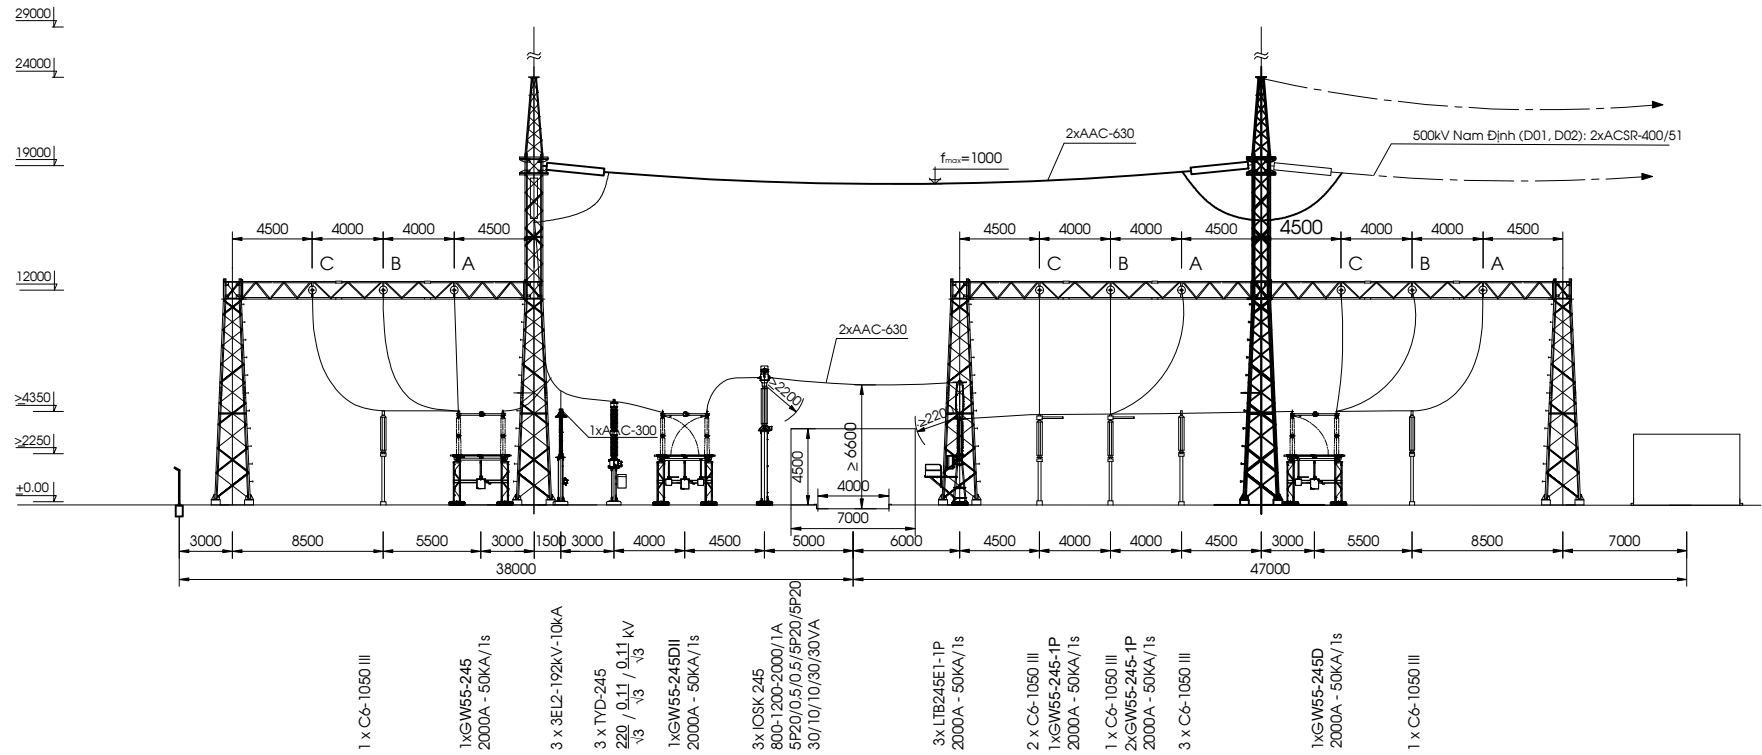 29000
24000
19000
12000
>4350
>2250
±0.00
2xAAC-630
500kV Nam Định (D01, D02): 2xACSR-400/51
fmax=1000
4500 4000 4000 4500
C B A
4500 4000 4000 4500 4500 4000 4000 4500
C B A C B A
2xAAC-630
>2200
1xAAC-300
≥220
4500
≥ 6600
4000
7000
3000 8500 5500 3000 1500 3000 4000 4500 5000 6000 4500 4000 4000 4500 3000 5500 8500 7000
38000 47000
1 x C6-1050 III
1xGW55-245
2000A - 50KA/1s
3 x 3EL2-192kV-10kA
3 x TYD-245
220/√3 / 0.11/√3 / 0.11/√3 kV
1xGW55-245DII
2000A - 50KA/1s
3x IOSK 245
800-1200-2000/1A
5P20/0.5/0.5/5P20/5P20
30/10/10/30/30VA
3x LTB245E1-1P
2000A - 50KA/1s
2 x C6-1050 III
1xGW55-245-1P
2000A - 50KA/1s
1 x C6-1050 III
2xGW55-245-1P
2000A - 50KA/1s
3 x C6-1050 III
1xGW55-245D
2000A - 50KA/1s
1 x C6-1050 III